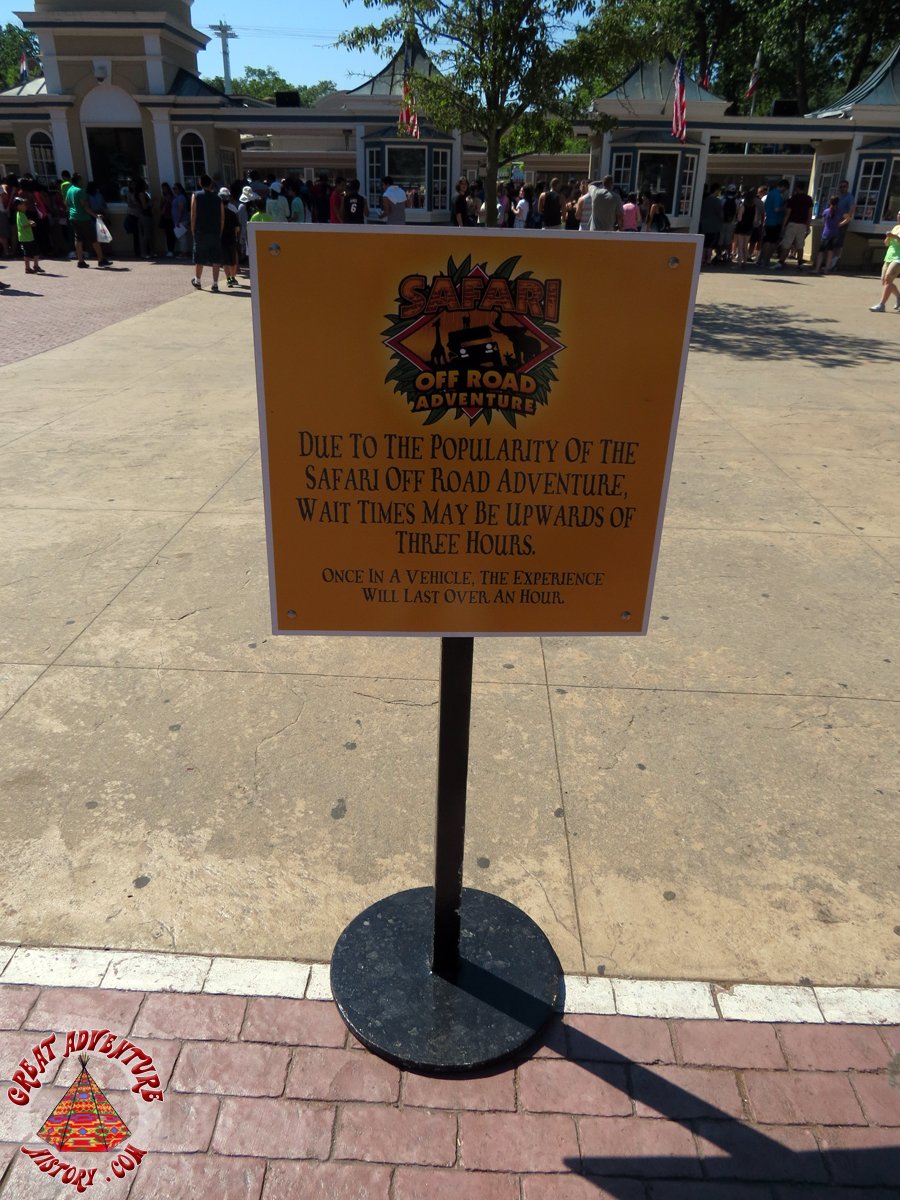 SAFARI
OFF ROAD
ADVENTURE
DUE TO THE POPULARITY OF THE
SAFARI OFF ROAD ADVENTURE,
WAIT TIMES MAY BE UPWARDS OF
THREE HOURS.
ONCE IN A VEHICLE, THE EXPERIENCE
WILL LAST OVER AN HOUR.
GREAT ADVENTURE
HISTORY.COM